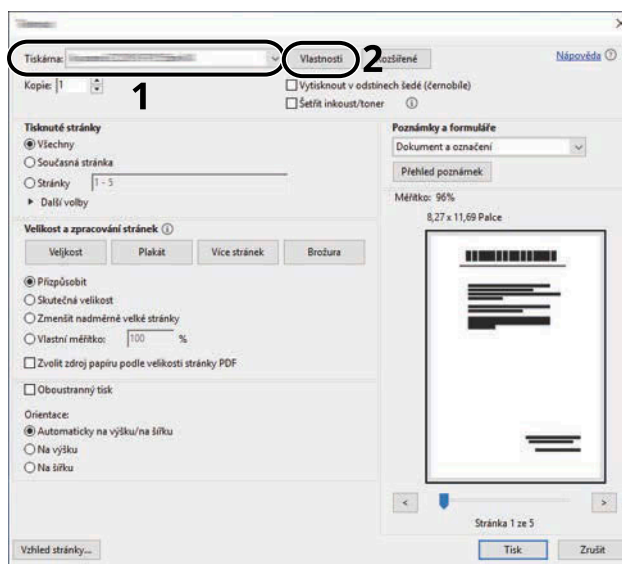 Tiskárna: Vlastnosti 2 Rozšířené Nápověda
Kopie: 1 1 Vytisknout v odstínech šedé (černobíle)
Šetřit inkoust/toner
Tisknuté stránky
Všechny
Současná stránka
Stránky 1 - 5
Další volby
Velikost a zpracování stránek
Velikost Plakát Více stránek Brožura
Přizpůsobit
Skutečná velikost
Zmenšit nadměrné velké stránky
Vlastní měřítko: 100 %
Zvolit zdroj papíru podle velikosti stránky PDF
Oboustranný tisk
Orientace:
Automaticky na výšku/na šířku
Na výšku
Na šířku
Poznámky a formuláře
Dokument a označení
Přehled poznámek
Měřítko: 96%
8,27 x 11,69 Palce
< >
Stránka 1 ze 5
Vzhled stránky... Tisk Zrušit